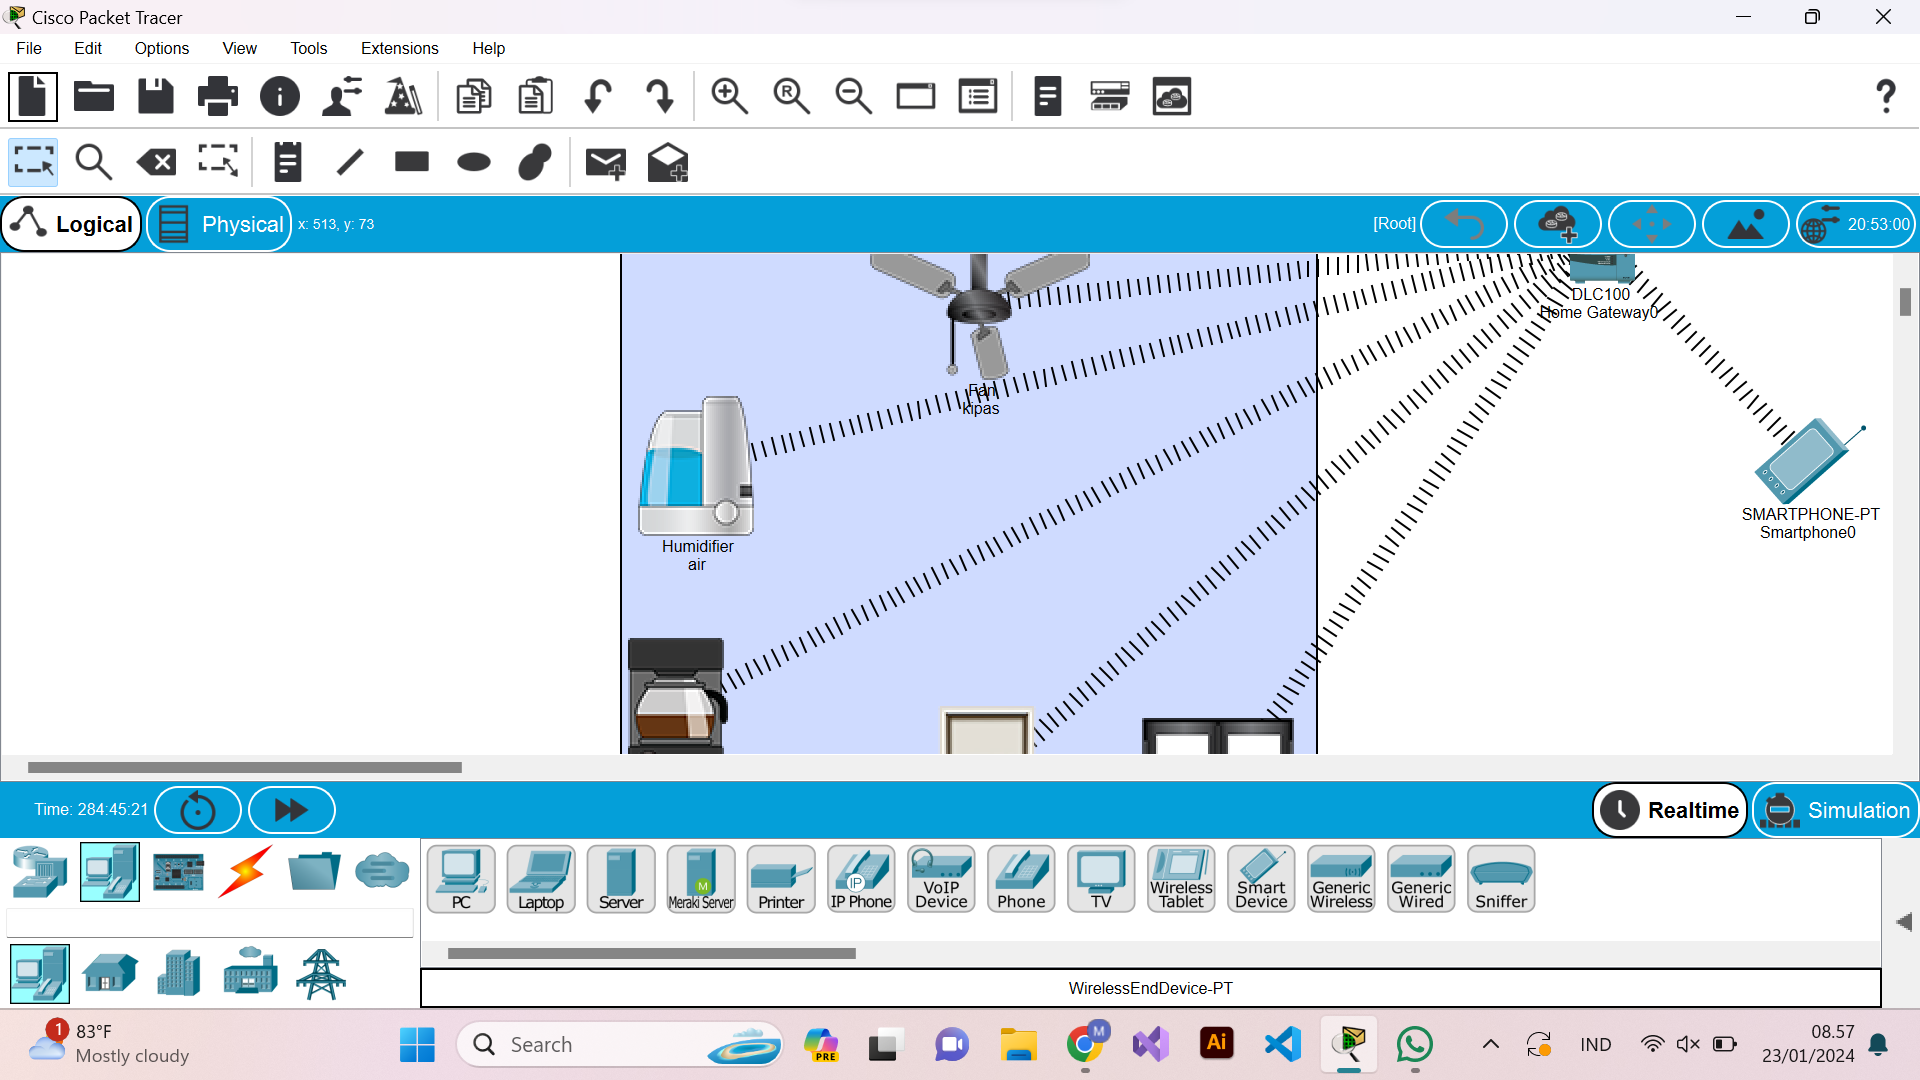 Cisco Packet Tracer
File Edit Options View Tools Extensions Help
Logical Physical x: 513, y: 73 [Root] 20:53:00
DLC100
Home Gateway0
Fan
kipas
SMARTPHONE-PT
Smartphone0
Humidifier
air
Time: 284:45:21 Realtime Simulation
PC Laptop Server Meraki Server Printer IP Phone VoIP Device Phone TV Wireless Tablet Smart Device Generic Wireless Generic Wired Sniffer
WirelessEndDevice-PT
1 83°F
Mostly cloudy
Search
PRE
M
Ai
IND
08.57
23/01/2024